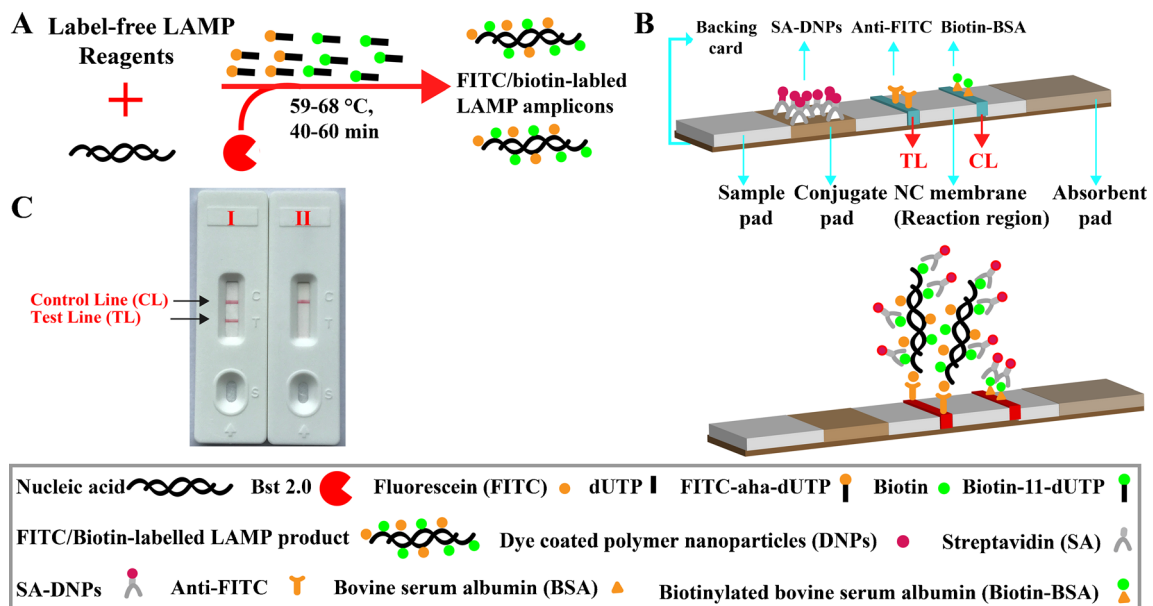 A
Label-free LAMP
Reagents
59-68 °C,
40-60 min
FITC/biotin-labled
LAMP amplicons
B
Backing
card
SA-DNPs
Anti-FITC
Biotin-BSA
TL
CL
Sample
pad
Conjugate
pad
NC membrane
(Reaction region)
Absorbent
pad
C
I
II
Control Line (CL)
Test Line (TL)
C
T
S
C
T
S
Nucleic acid
Bst 2.0
Fluorescein (FITC)
dUTP
FITC-aha-dUTP
Biotin
Biotin-11-dUTP
FITC/Biotin-labelled LAMP product
Dye coated polymer nanoparticles (DNPs)
Streptavidin (SA)
SA-DNPs
Anti-FITC
Bovine serum albumin (BSA)
Biotinylated bovine serum albumin (Biotin-BSA)